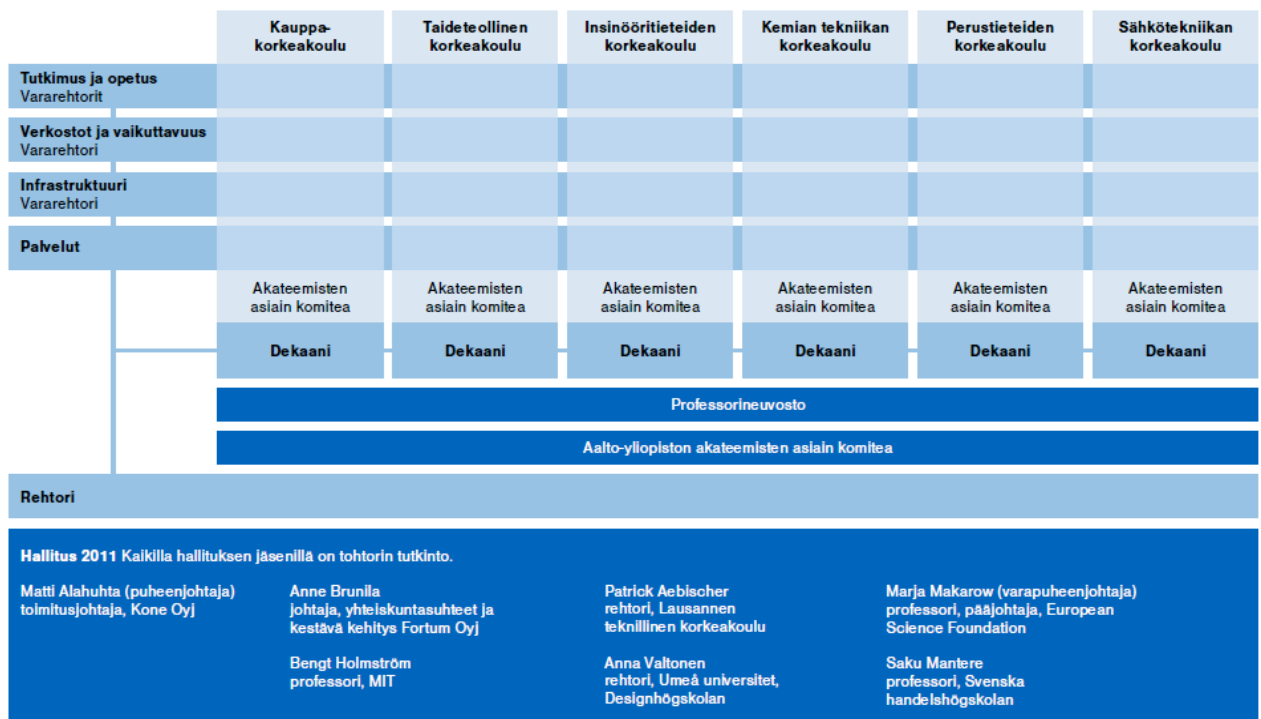 Kauppa-
korkeakoulu
Taideteollinen
korkeakoulu
Insinööritieteiden
korkeakoulu
Kemian tekniikan
korkeakoulu
Perustieteiden
korkeakoulu
Sähkötekniikan
korkeakoulu
Tutkimus ja opetus
Vararehtorit
Verkostot ja vaikuttavuus
Vararehtori
Infrastruktuuri
Vararehtori
Palvelut
Akateemisten
asiain komitea
Akateemisten
asiain komitea
Akateemisten
asiain komitea
Akateemisten
asiain komitea
Akateemisten
asiain komitea
Akateemisten
asiain komitea
Dekaani
Dekaani
Dekaani
Dekaani
Dekaani
Dekaani
Professorineuvosto
Aalto-yliopiston akateemisten asiain komitea
Rehtori
Hallitus 2011 Kaikilla hallituksen jäsenillä on tohtorin tutkinto.
Matti Alahuhta (puheenjohtaja)
toimitusjohtaja, Kone Oyj
Anne Brunila
johtaja, yhteiskuntasuhteet ja
kestävä kehitys Fortum Oyj
Bengt Holmström
professori, MIT
Patrick Aebischer
rehtori, Lausannen
teknillinen korkeakoulu
Anna Valtonen
rehtori, Umeå universitet,
Designhögskolan
Marja Makarow (varapuheenjohtaja)
professori, pääjohtaja, European
Science Foundation
Saku Mantere
professori, Svenska
handelshögskolan